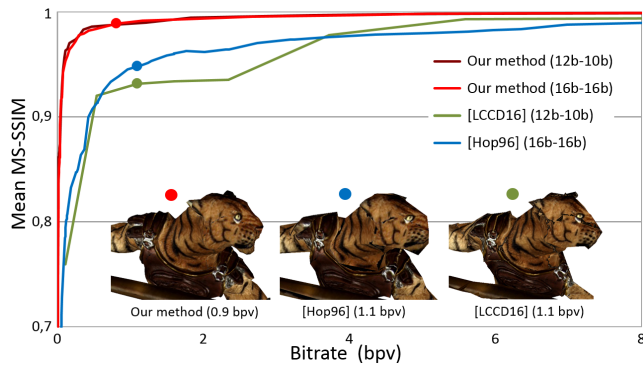 Mean MS-SSIM
1
0,9
0,8
0,7
Our method (12b-10b)
Our method (16b-16b)
[LCCD16] (12b-10b)
[Hop96] (16b-16b)
Our method (0.9 bpv)
[Hop96] (1.1 bpv)
[LCCD16] (1.1 bpv)
0 2 4 6 8
Bitrate (bpv)